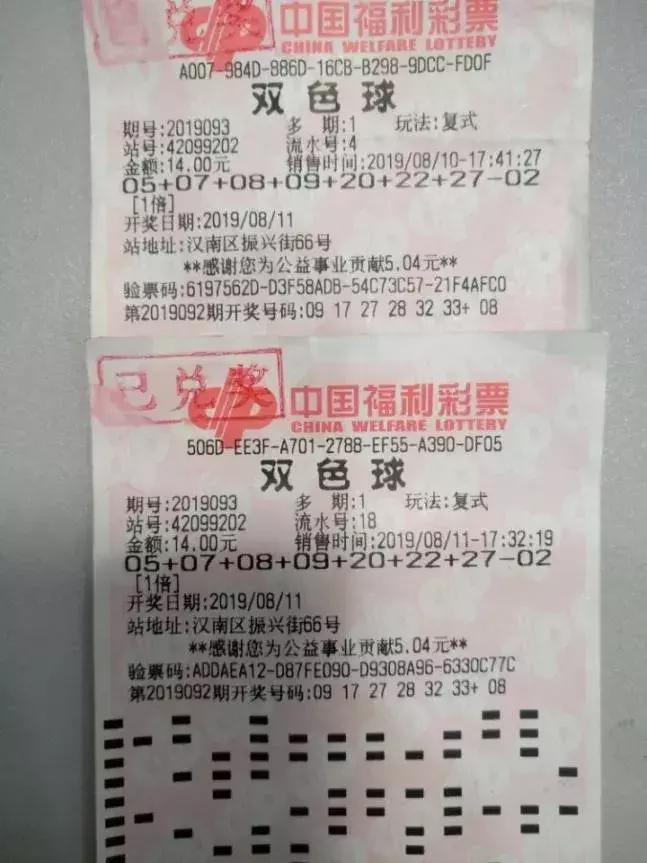 已兑奖
中国福利彩票
CHINA WELFARE LOTTERY
A007-984D-886D-16CB-B298-9DCC-FD0F
双色球
期号:2019093 多 期:1 玩法:复式
站号:42099202 流水号:4
金额:14.00元 销售时间:2019/08/10-17:41:27
05+07+08+09+20+22+27-02
[1倍]
开奖日期:2019/08/11
站地址:汉南区振兴街66号
**感谢您为公益事业贡献5.04元**
验票码:6197562D-D3F58ADB-54C73C57-21F4AFC0
第2019092期开奖号码:09 17 27 28 32 33+ 08
已兑奖
中国福利彩票
CHINA WELFARE LOTTERY
506D-EE3F-A701-2788-EF55-A390-DF05
双色球
期号:2019093 多 期:1 玩法:复式
站号:42099202 流水号:18
金额:14.00元 销售时间:2019/08/11-17:32:19
05+07+08+09+20+22+27-02
[1倍]
开奖日期:2019/08/11
站地址:汉南区振兴街66号
**感谢您为公益事业贡献5.04元**
验票码:ADDAEA12-D87FED90-D9308A96-6330C77C
第2019092期开奖号码:09 17 27 28 32 33+ 08